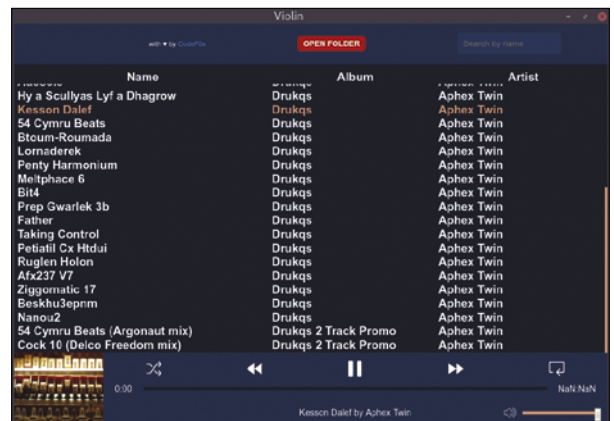 Violin
with ♥ by CodeF0x OPEN FOLDER Search by name
Name Album Artist
Hy a Scullyas Lyf a Dhagrow Drukqs Aphex Twin
Kesson Dalef Drukqs Aphex Twin
54 Cymru Beats Drukqs Aphex Twin
Btoum-Roumada Drukqs Aphex Twin
Lornaderek Drukqs Aphex Twin
Penty Harmonium Drukqs Aphex Twin
Meltphace 6 Drukqs Aphex Twin
Bit4 Drukqs Aphex Twin
Prep Gwarlek 3b Drukqs Aphex Twin
Father Drukqs Aphex Twin
Taking Control Drukqs Aphex Twin
Petiatil Cx Htdui Drukqs Aphex Twin
Ruglen Holon Drukqs Aphex Twin
Afx237 V7 Drukqs Aphex Twin
Ziggomatic 17 Drukqs Aphex Twin
Beskhu3epnm Drukqs Aphex Twin
Nanou2 Drukqs Aphex Twin
54 Cymru Beats (Argonaut mix) Drukqs 2 Track Promo Aphex Twin
Cock 10 (Delco Freedom mix) Drukqs 2 Track Promo Aphex Twin
0:00 NaN:NaN
Kesson Dalef by Aphex Twin